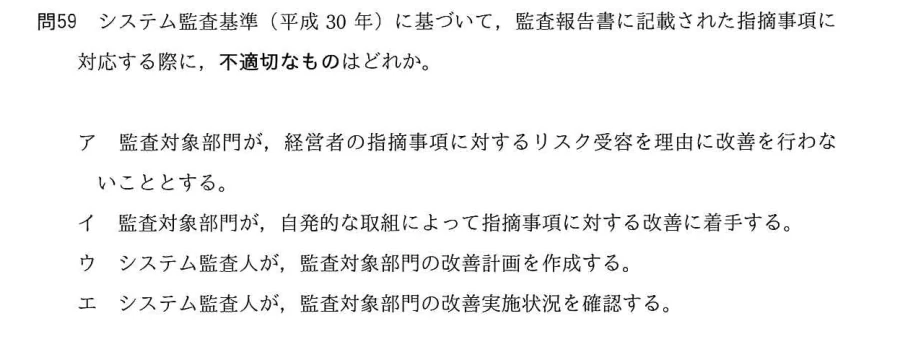 問59 システム監査基準（平成 30 年）に基づいて，監査報告書に記載された指摘事項に
対応する際に，不適切なものはどれか。
ア 監査対象部門が，経営者の指摘事項に対するリスク受容を理由に改善を行わな
いこととする。
イ 監査対象部門が，自発的な取組によって指摘事項に対する改善に着手する。
ウ システム監査人が，監査対象部門の改善計画を作成する。
エ システム監査人が，監査対象部門の改善実施状況を確認する。